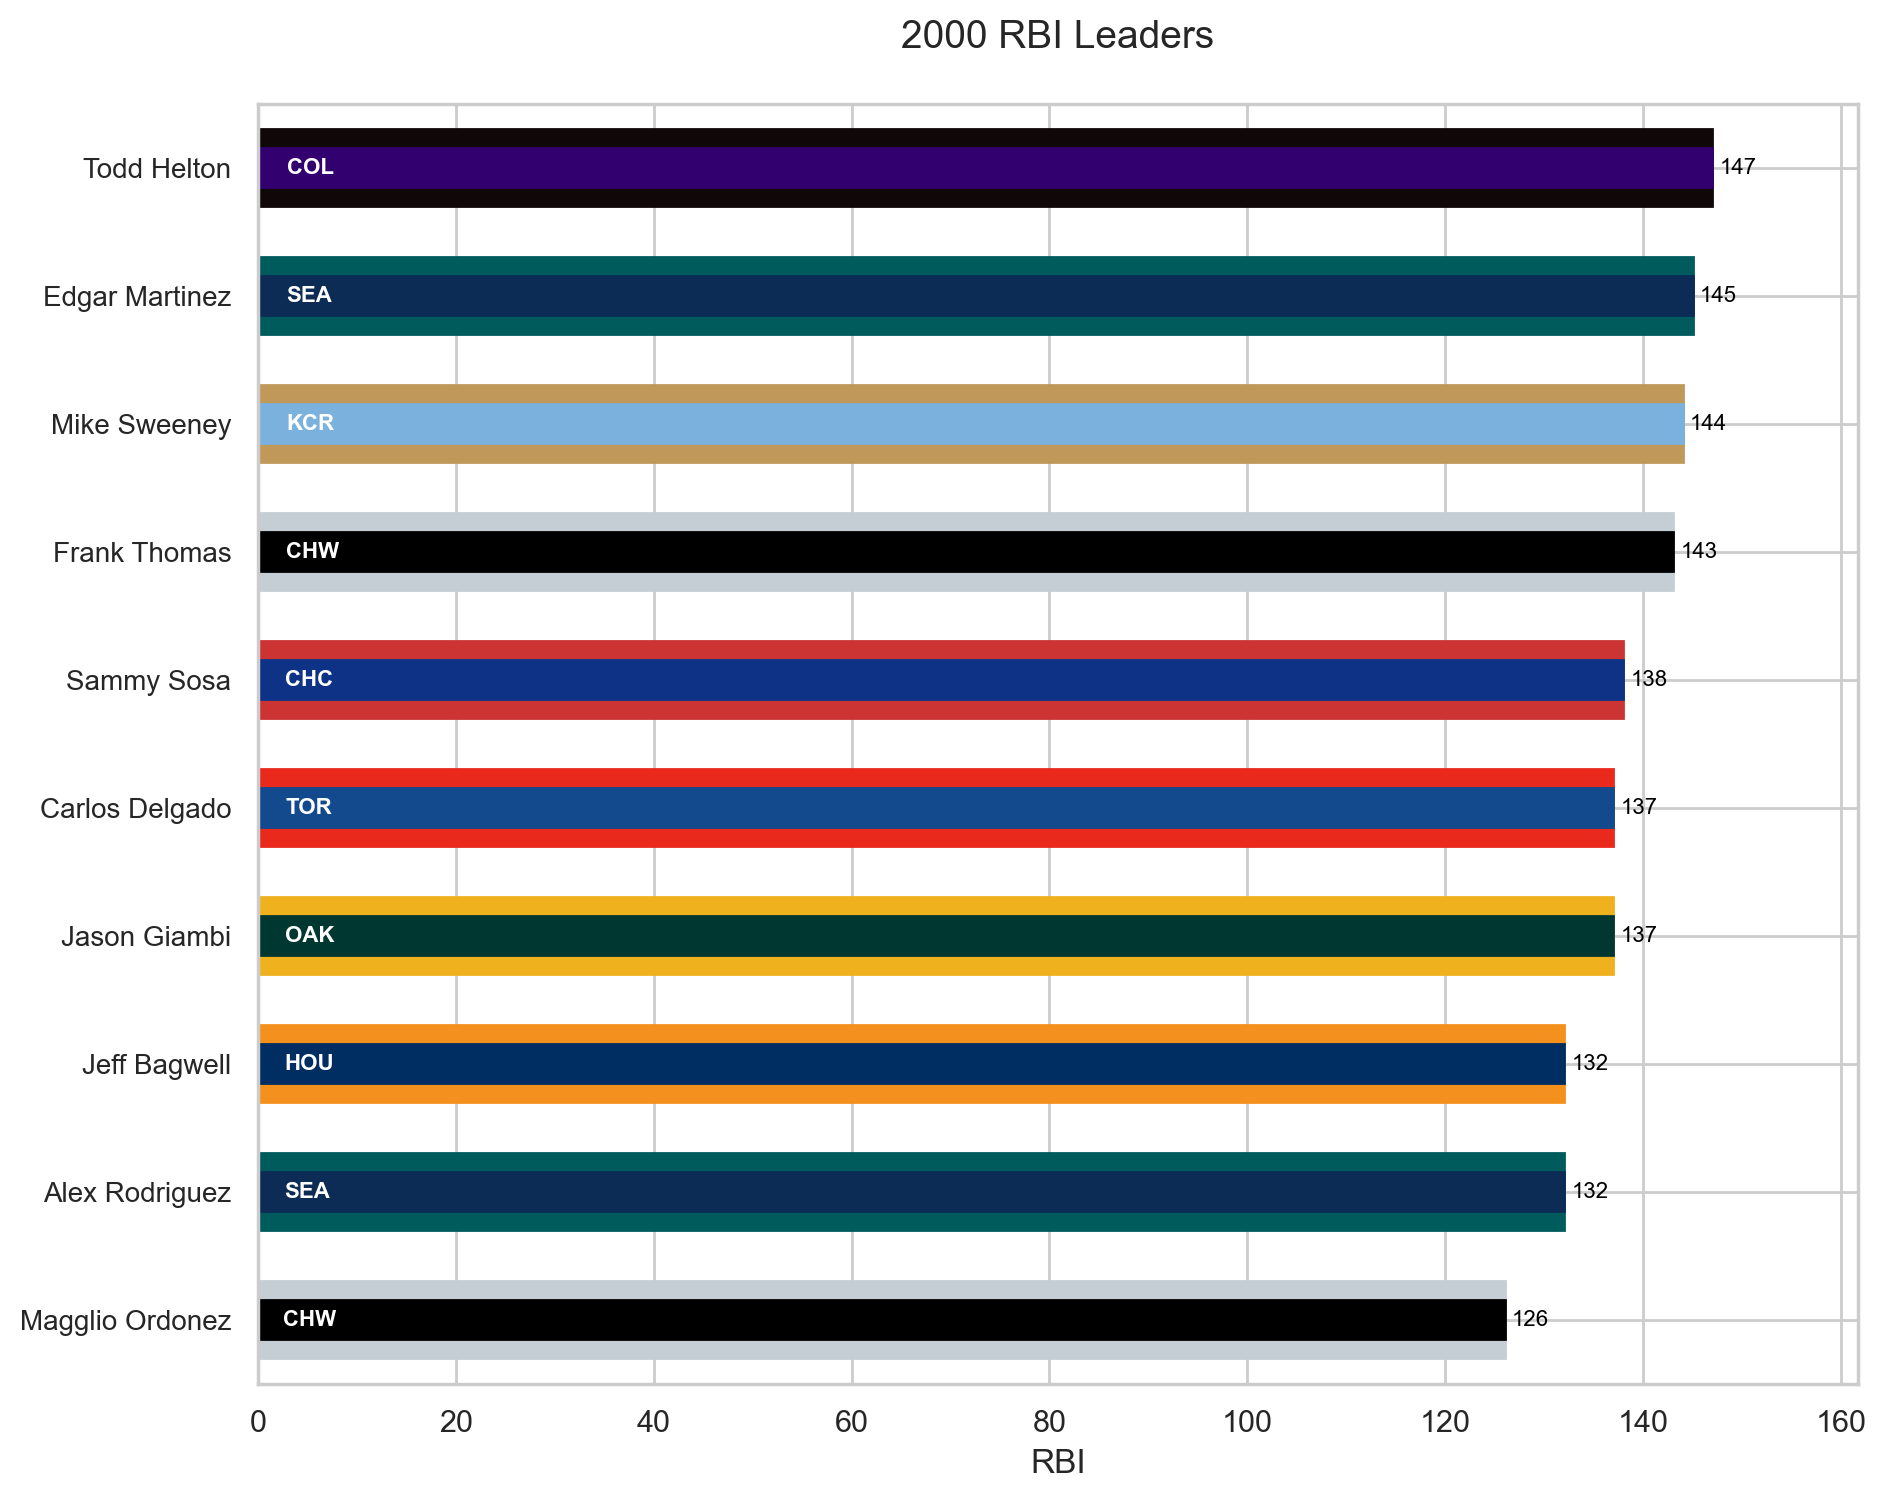 2000 RBI Leaders
Todd Helton COL 147
Edgar Martinez SEA 145
Mike Sweeney KCR 144
Frank Thomas CHW 143
Sammy Sosa CHC 138
Carlos Delgado TOR 137
Jason Giambi OAK 137
Jeff Bagwell HOU 132
Alex Rodriguez SEA 132
Magglio Ordonez CHW 126
0 20 40 60 80 100 120 140 160
RBI